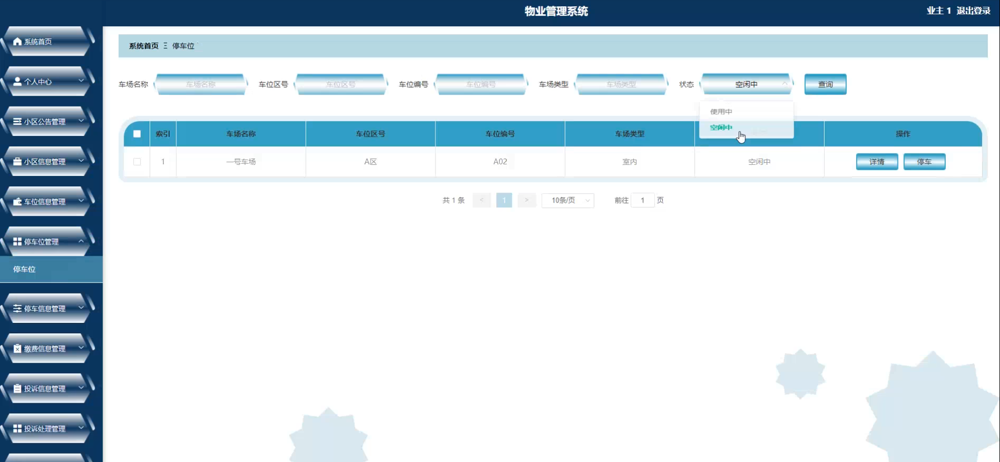 物业管理系统
业主 1 退出登录
系统首页
个人中心
小区公告管理
小区信息管理
车位信息管理
停车位管理
停车位
停车信息管理
缴费信息管理
投诉信息管理
投诉处理管理
系统首页 Ξ 停车位
车场名称 车场名称 车位区号 车位区号 车位编号 车位编号 车场类型 车场类型 状态 空闲中 查询
使用中
空闲中
索引 车场名称 车位区号 车位编号 车场类型 操作
1 一号车场 A区 A02 室内 空闲中 详情 停车
共 1 条 < 1 > 10条/页 前往 1 页